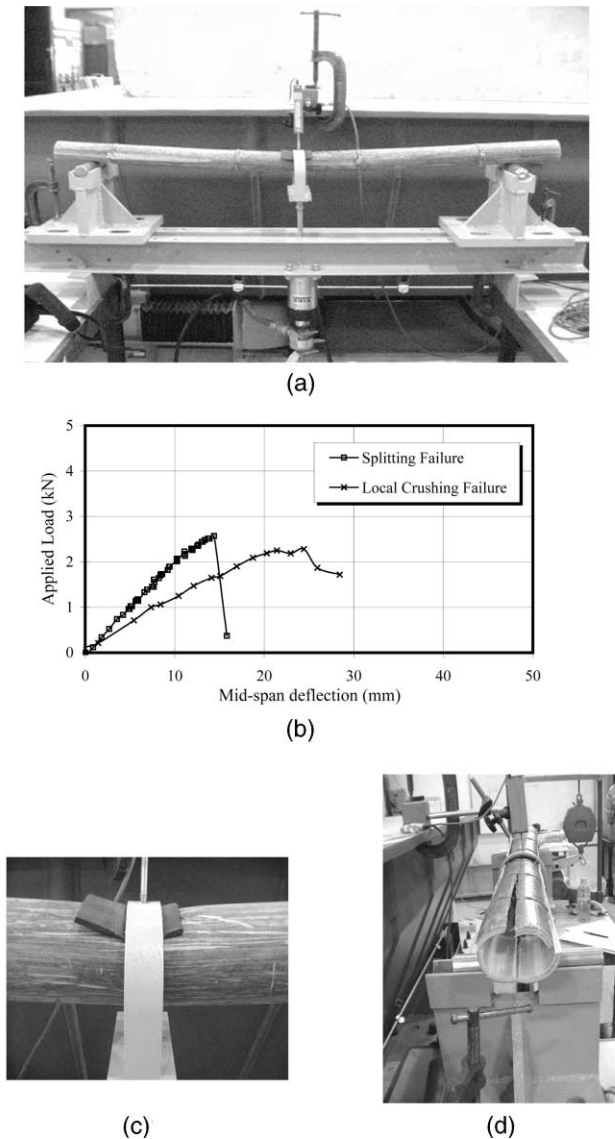 (a)
5
4
3
2
1
0
Applied Load (kN)
Splitting Failure
Local Crushing Failure
0 10 20 30 40 50
Mid-span deflection (mm)
(b)
(c)
(d)